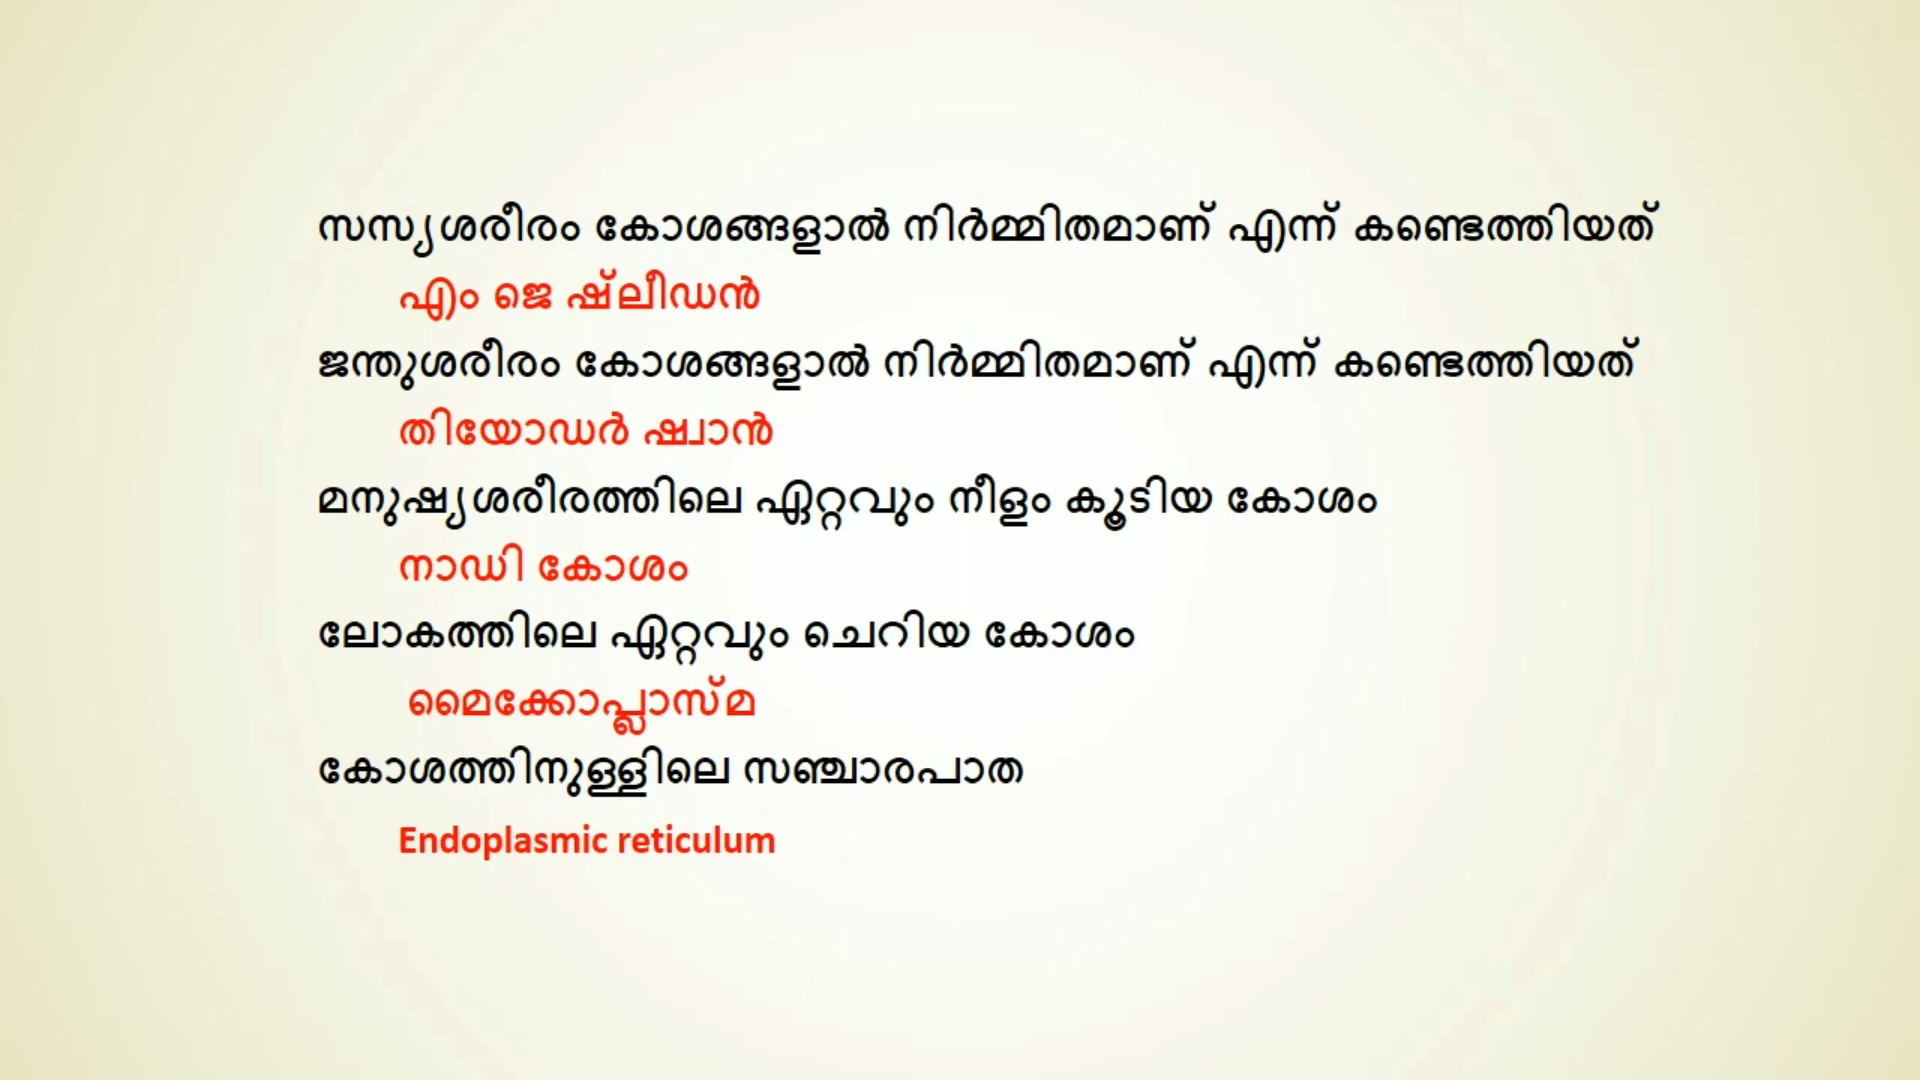 സസ്യശരീരം കോശങ്ങളാൽ നിർമ്മിതമാണ് എന്ന് കണ്ടെത്തിയത്
എം ജെ ഷ്ലീഡൻ
ജന്തുശരീരം കോശങ്ങളാൽ നിർമ്മിതമാണ് എന്ന് കണ്ടെത്തിയത്
തിയോഡർ ഷ്വാൻ
മനുഷ്യശരീരത്തിലെ ഏറ്റവും നീളം കൂടിയ കോശം
നാഡി കോശം
ലോകത്തിലെ ഏറ്റവും ചെറിയ കോശം
മൈക്കോപ്ലാസ്മ
കോശത്തിനുള്ളിലെ സഞ്ചാരപാത
Endoplasmic reticulum